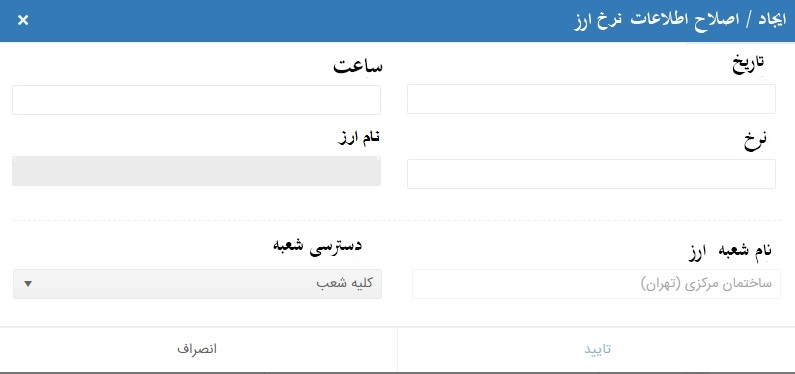 ایجاد / اصلاح اطلاعات نرخ ارز ×
تاریخ
ساعت
نرخ
نام ارز
نام شعبه ارز
دسترسی شعبه
ساختمان مرکزی (تهران)
کلیه شعب
تایید
انصراف